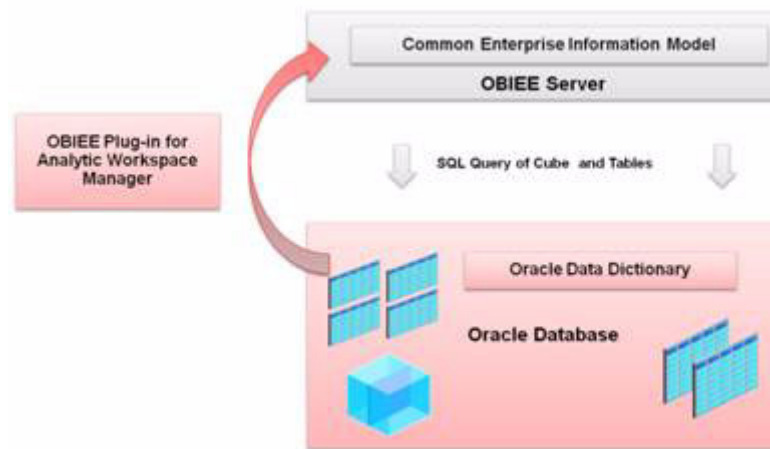 Common Enterprise Information Model
OBIEE Server
OBIEE Plug-in for
Analytic Workspace
Manager
SQL Query of Cube and Tables
Oracle Data Dictionary
Oracle Database